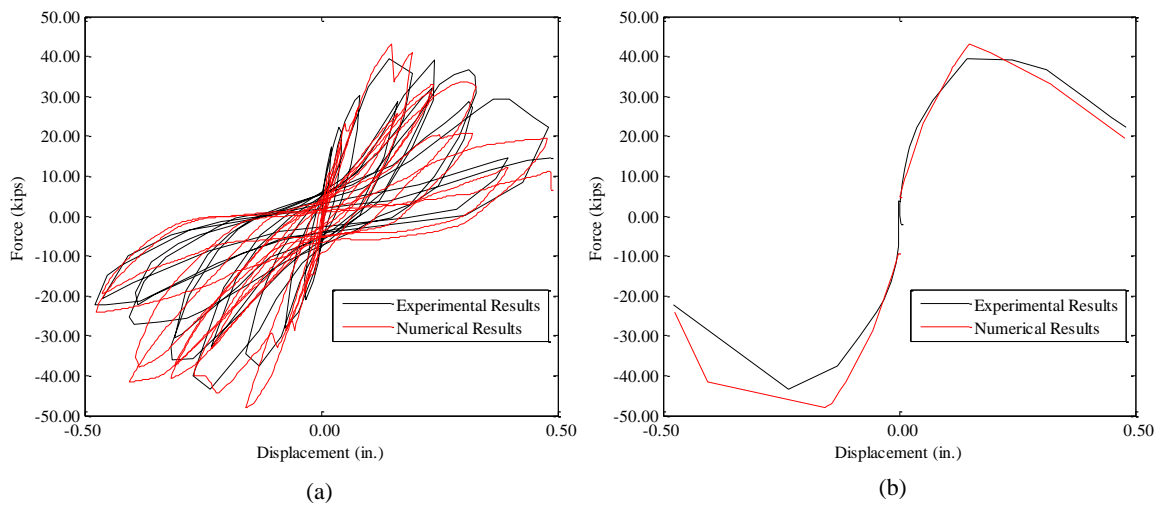 50.00
40.00
30.00
20.00
10.00
0.00
-10.00
-20.00
-30.00
-40.00
-50.00
Force (kips)
-0.50
0.00
0.50
Displacement (in.)
Experimental Results
Numerical Results
(a)
50.00
40.00
30.00
20.00
10.00
0.00
-10.00
-20.00
-30.00
-40.00
-50.00
Force (kips)
-0.50
0.00
0.50
Displacement (in.)
Experimental Results
Numerical Results
(b)